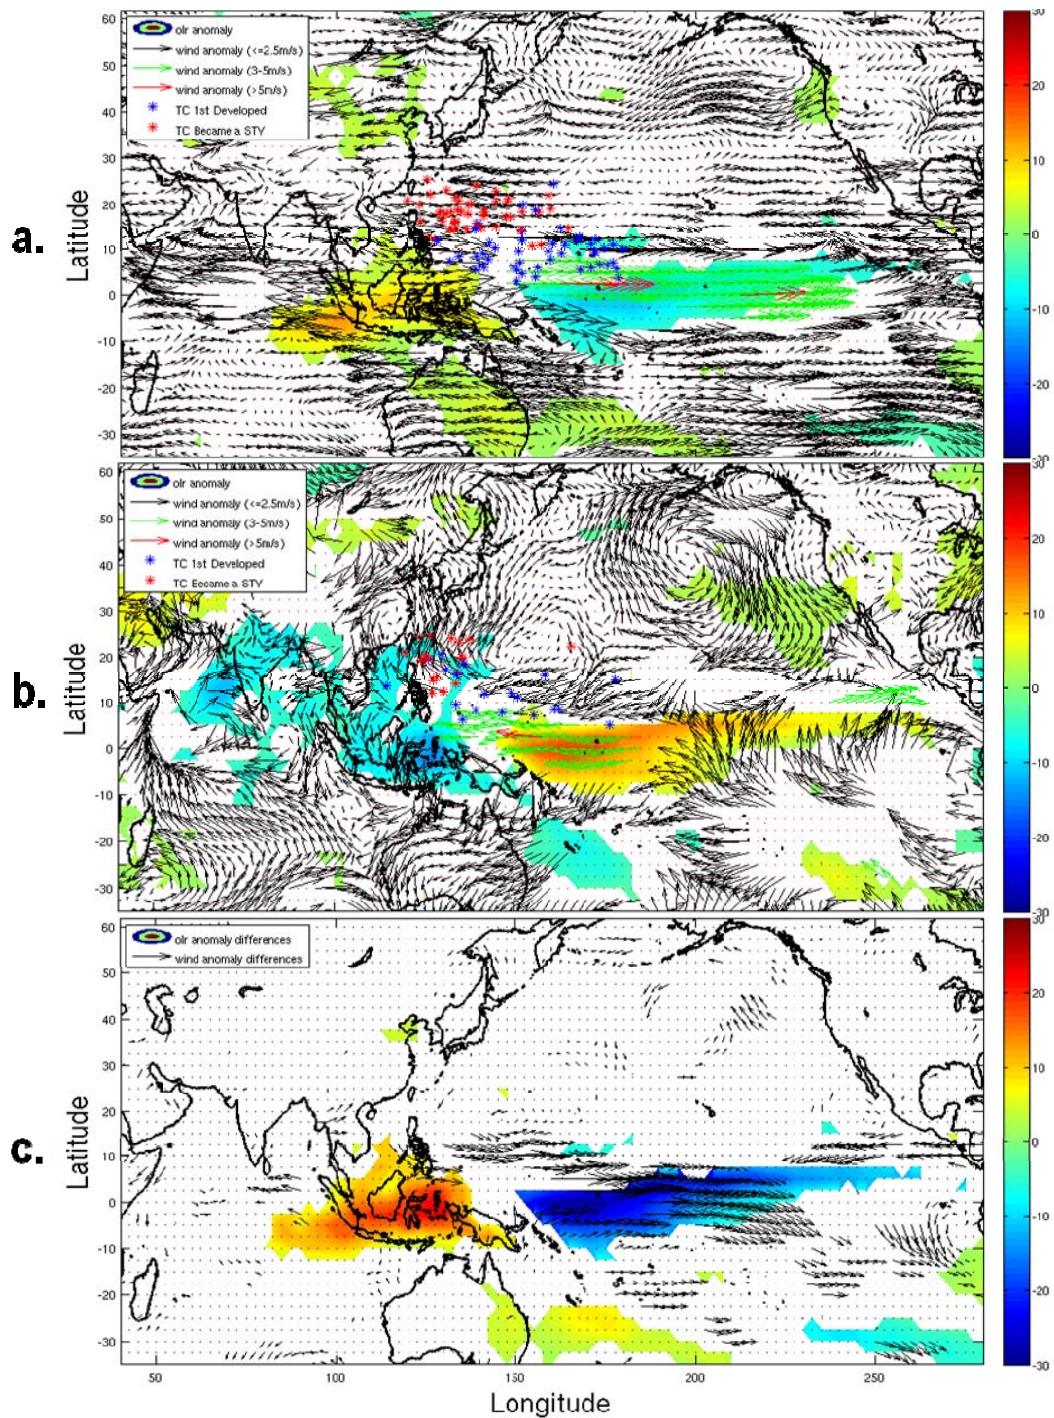 a.
Latitude
60
50
40
30
20
10
0
-10
-20
-30
olr anomaly
wind anomaly (<=2.5m/s)
wind anomaly (3-5m/s)
wind anomaly (>5m/s)
TC 1st Developed
TC Became a STY
30
20
10
0
-10
-20
-30
b.
Latitude
60
50
40
30
20
10
0
-10
-20
-30
olr anomaly
wind anomaly (<=2.5m/s)
wind anomaly (3-5m/s)
wind anomaly (>5m/s)
TC 1st Developed
TC Became a STY
30
20
10
0
-10
-20
-30
c.
Latitude
60
50
40
30
20
10
0
-10
-20
-30
olr anomaly differences
wind anomaly differences
30
20
10
0
-10
-20
-30
50
100
150
200
250
Longitude